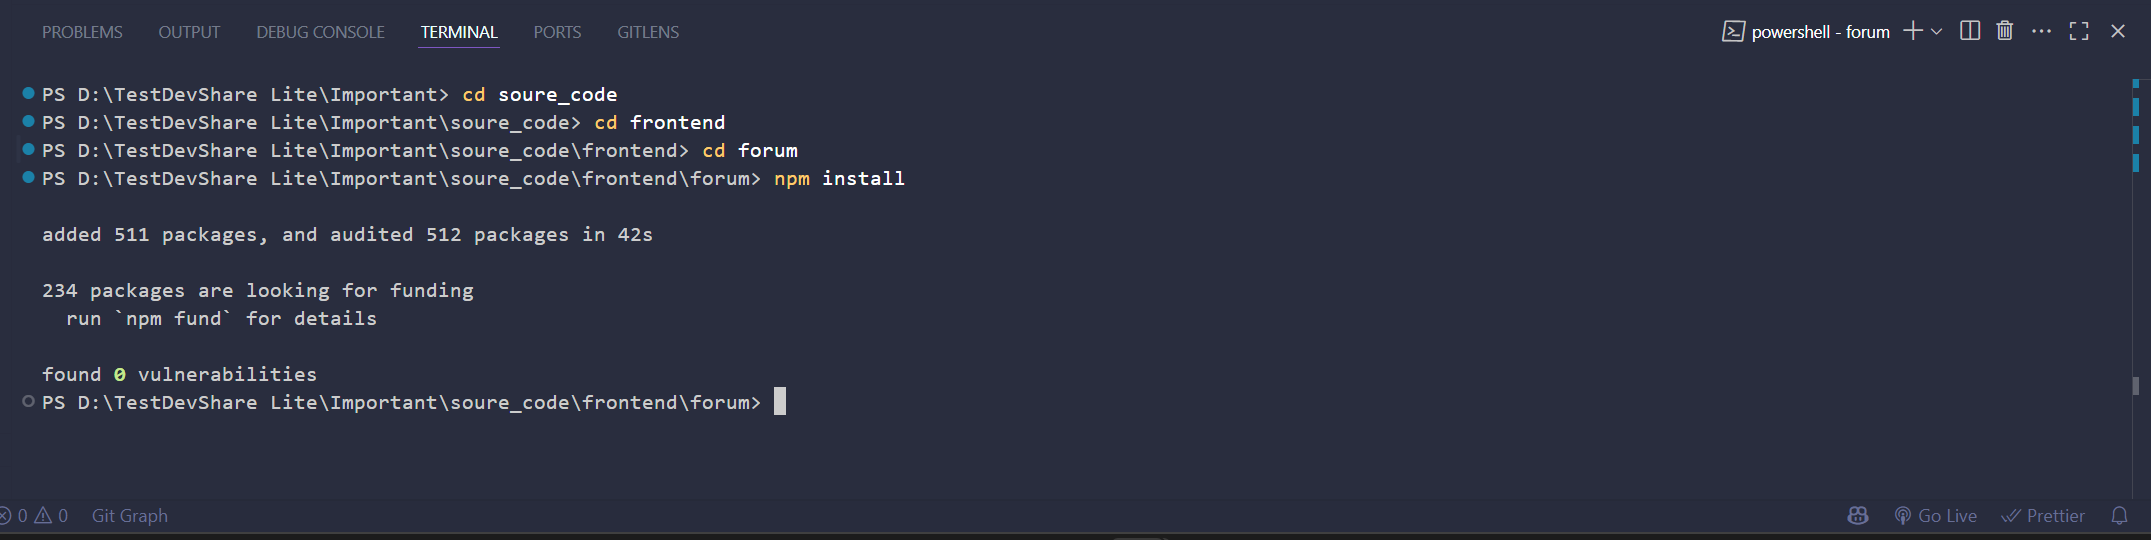 PROBLEMS OUTPUT DEBUG CONSOLE TERMINAL PORTS GITLENS powershell - forum
PS D:\TestDevShare Lite\Important> cd soure_code
PS D:\TestDevShare Lite\Important\soure_code> cd frontend
PS D:\TestDevShare Lite\Important\soure_code\frontend> cd forum
PS D:\TestDevShare Lite\Important\soure_code\frontend\forum> npm install
added 511 packages, and audited 512 packages in 42s
234 packages are looking for funding
run `npm fund` for details
found 0 vulnerabilities
PS D:\TestDevShare Lite\Important\soure_code\frontend\forum>
0 0 Git Graph Go Live Prettier